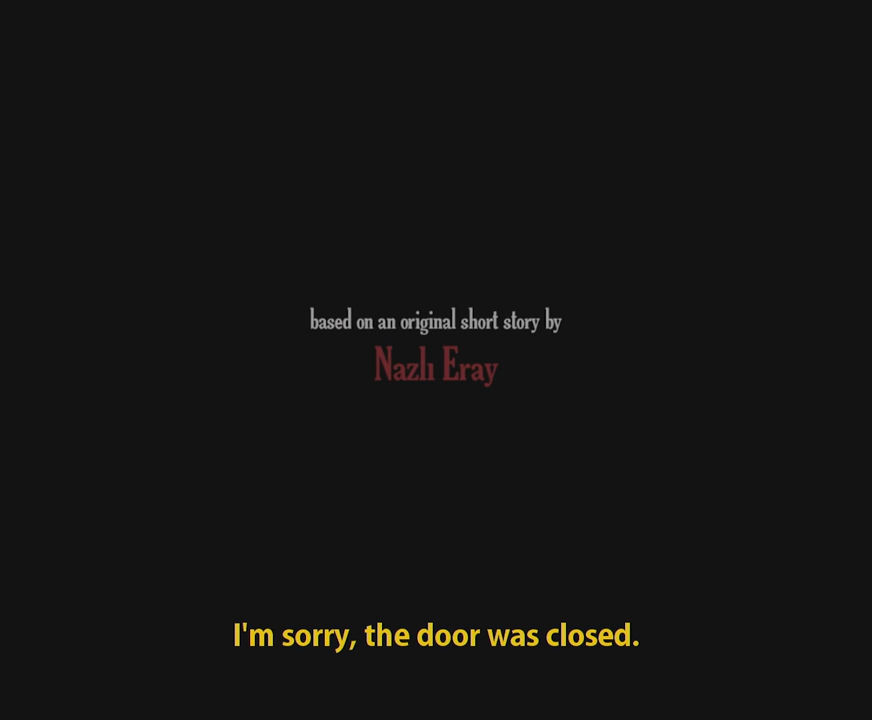 based on an original short story by
Nazlı Eray
I'm sorry, the door was closed.